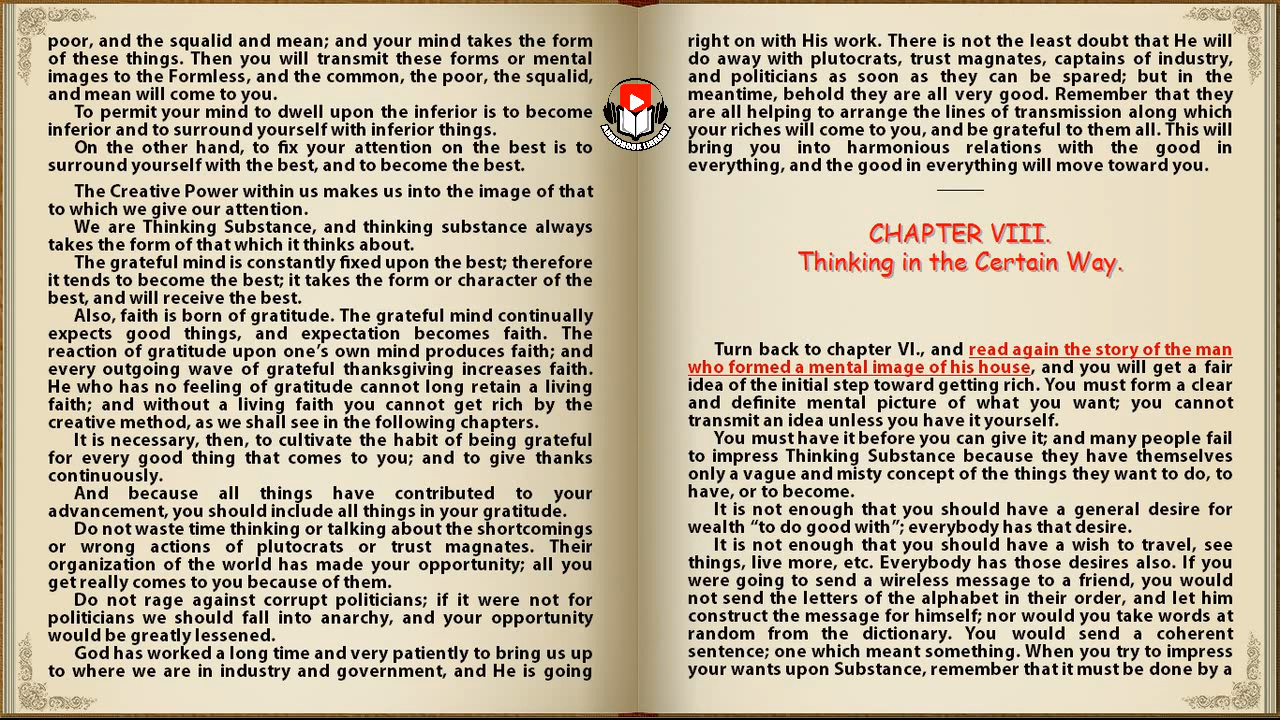 poor, and the squalid and mean; and your mind takes the form
of these things. Then you will transmit these forms or mental
images to the Formless, and the common, the poor, the squalid,
and mean will come to you.
To permit your mind to dwell upon the inferior is to become
inferior and to surround yourself with inferior things.
On the other hand, to fix your attention on the best is to
surround yourself with the best, and to become the best.
The Creative Power within us makes us into the image of that
to which we give our attention.
We are Thinking Substance, and thinking substance always
takes the form of that which it thinks about.
The grateful mind is constantly fixed upon the best; therefore
it tends to become the best; it takes the form or character of the
best, and will receive the best.
Also, faith is born of gratitude. The grateful mind continually
expects good things, and expectation becomes faith. The
reaction of gratitude upon one's own mind produces faith; and
every outgoing wave of grateful thanksgiving increases faith.
He who has no feeling of gratitude cannot long retain a living
faith; and without a living faith you cannot get rich by the
creative method, as we shall see in the following chapters.
It is necessary, then, to cultivate the habit of being grateful
for every good thing that comes to you; and to give thanks
continuously.
And because all things have contributed to your
advancement, you should include all things in your gratitude.
Do not waste time thinking or talking about the shortcomings
or wrong actions of plutocrats or trust magnates. Their
organization of the world has made your opportunity; all you
get really comes to you because of them.
Do not rage against corrupt politicians; if it were not for
politicians we should fall into anarchy, and your opportunity
would be greatly lessened.
God has worked a long time and very patiently to bring us up
to where we are in industry and government, and He is going
AUDIOBOOK LIBRARY
right on with His work. There is not the least doubt that He will
do away with plutocrats, trust magnates, captains of industry,
and politicians as soon as they can be spared; but in the
meantime, behold they are all very good. Remember that they
are all helping to arrange the lines of transmission along which
your riches will come to you, and be grateful to them all. This will
bring you into harmonious relations with the good in
everything, and the good in everything will move toward you.
CHAPTER VIII.
Thinking in the Certain Way.
Turn back to chapter VI., and read again the story of the man
who formed a mental image of his house, and you will get a fair
idea of the initial step toward getting rich. You must form a clear
and definite mental picture of what you want; you cannot
transmit an idea unless you have it yourself.
You must have it before you can give it; and many people fail
to impress Thinking Substance because they have themselves
only a vague and misty concept of the things they want to do, to
have, or to become.
It is not enough that you should have a general desire for
wealth “to do good with”; everybody has that desire.
It is not enough that you should have a wish to travel, see
things, live more, etc. Everybody has those desires also. If you
were going to send a wireless message to a friend, you would
not send the letters of the alphabet in their order, and let him
construct the message for himself; nor would you take words at
random from the dictionary. You would send a coherent
sentence; one which meant something. When you try to impress
your wants upon Substance, remember that it must be done by a